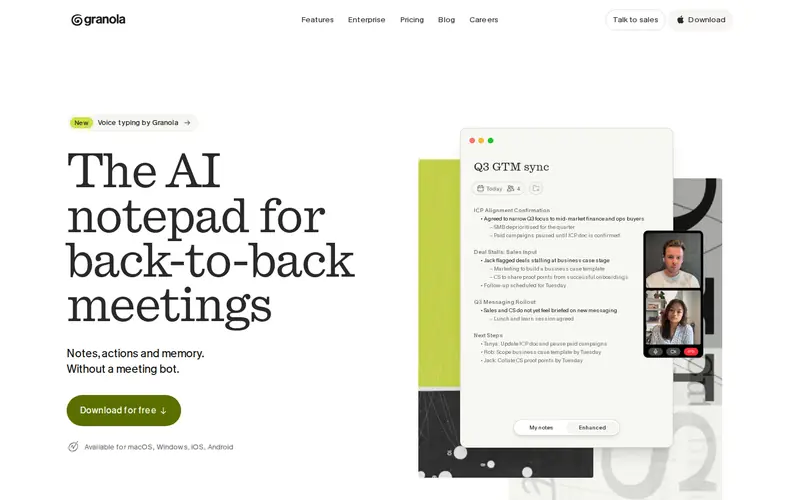 granola
Features Enterprise Pricing Blog Careers
Talk to sales
Download
New Voice typing by Granola →
The AI
notepad for
back-to-back
meetings
Notes, actions and memory.
Without a meeting bot.
Download for free ↓
Available for macOS, Windows, iOS, Android
Q3 GTM sync
Today 4
ICP Alignment Confirmation
• Agreed to narrow Q3 focus to mid-market finance and ops buyers
– SMB deprioritised for the quarter
– Paid campaigns paused until ICP doc is confirmed
Deal Stalls: Sales Input
• Jack flagged deals stalling at business case stage
– Marketing to build a business case template
– CS to share proof points from successful onboardings
• Follow-up scheduled for Tuesday
Q3 Messaging Rollout
• Sales and CS do not yet feel briefed on new messaging
– Lunch and learn session agreed
Next Steps
• Tanya: Update ICP doc and pause paid campaigns
• Rob: Scope business case template by Tuesday
• Jack: Collate CS proof points by Tuesday
My notes Enhanced